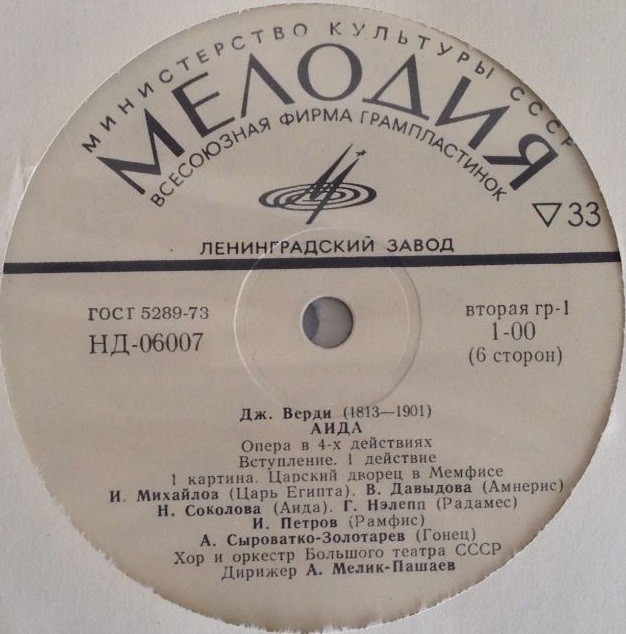 МИНИСТЕРСТВО КУЛЬТУРЫ СССР
МЕЛОДИЯ
ВСЕСОЮЗНАЯ ФИРМА ГРАМПЛАСТИНОК
▽33
ЛЕНИНГРАДСКИЙ ЗАВОД
ГОСТ 5289-73
НД-06007
вторая гр-1
1-00
(6 сторон)
Дж. Верди (1813—1901)
АИДА
Опера в 4-х действиях
Вступление. 1 действие
1 картина. Царский дворец в Мемфисе
И. Михайлов (Царь Египта). В. Давыдова (Амнерис)
Н. Соколова (Аида). Г. Нэлепп (Радамес)
И. Петров (Рамфис)
А. Сыроватко-Золотарев (Гонец)
Хор и оркестр Большого театра СССР
Дирижер А. Мелик-Пашаев